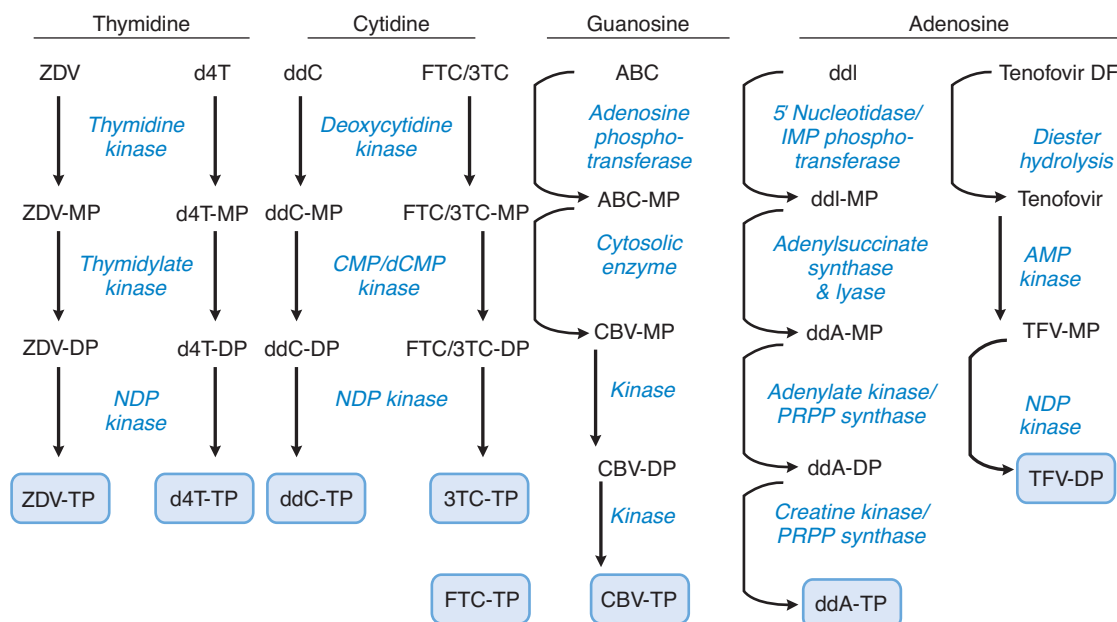 Thymidine
Cytidine
Guanosine
Adenosine
ZDV
d4T
ddC
FTC/3TC
ABC
ddI
Tenofovir DF
Thymidine
kinase
Deoxycytidine
kinase
Adenosine
phospho-
transferase
5′ Nucleotidase/
IMP phospho-
transferase
Diester
hydrolysis
ZDV-MP
d4T-MP
ddC-MP
FTC/3TC-MP
ABC-MP
ddI-MP
Tenofovir
Thymidylate
kinase
CMP/dCMP
kinase
Cytosolic
enzyme
Adenylsuccinate
synthase
& lyase
AMP
kinase
ZDV-DP
d4T-DP
ddC-DP
FTC/3TC-DP
CBV-MP
ddA-MP
TFV-MP
NDP
kinase
NDP kinase
Kinase
Adenylate kinase/
PRPP synthase
NDP
kinase
ZDV-TP
d4T-TP
ddC-TP
3TC-TP
CBV-DP
ddA-DP
TFV-DP
Kinase
Creatine kinase/
PRPP synthase
FTC-TP
CBV-TP
ddA-TP